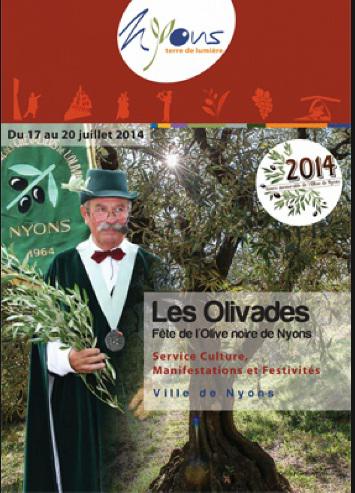 nyons
terre de lumière
Du 17 au 20 juillet 2014
2014
NYONS
1964
Les Olivades
Fête de l'Olive noire de Nyons
Service Culture,
Manifestations et Festivités
Ville de Nyons